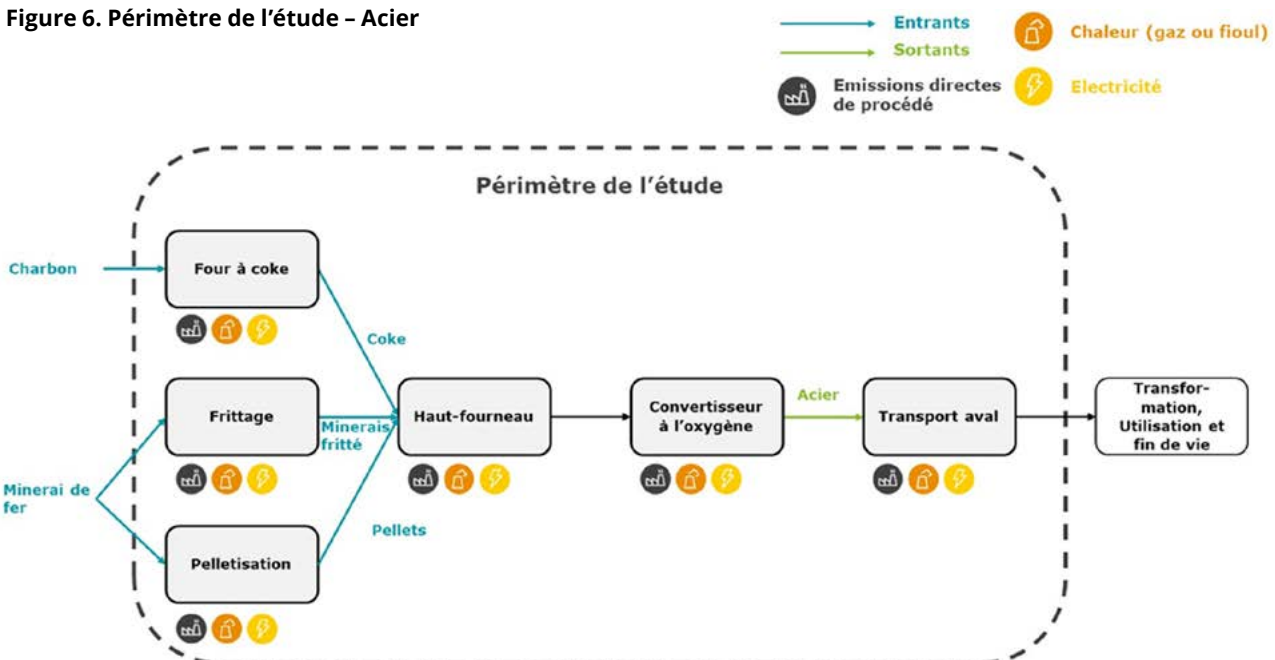 Figure 6. Périmètre de l’étude – Acier
Entrants
Sortants
Emissions directes
de procédé
Chaleur (gaz ou fioul)
Electricité
Périmètre de l’étude
Charbon
Four à coke
Coke
Frittage
Minerais
fritté
Haut-fourneau
Convertisseur
à l’oxygène
Acier
Transport aval
Transfor-
mation,
Utilisation et
fin de vie
Minerai de
fer
Pellets
Pelletisation